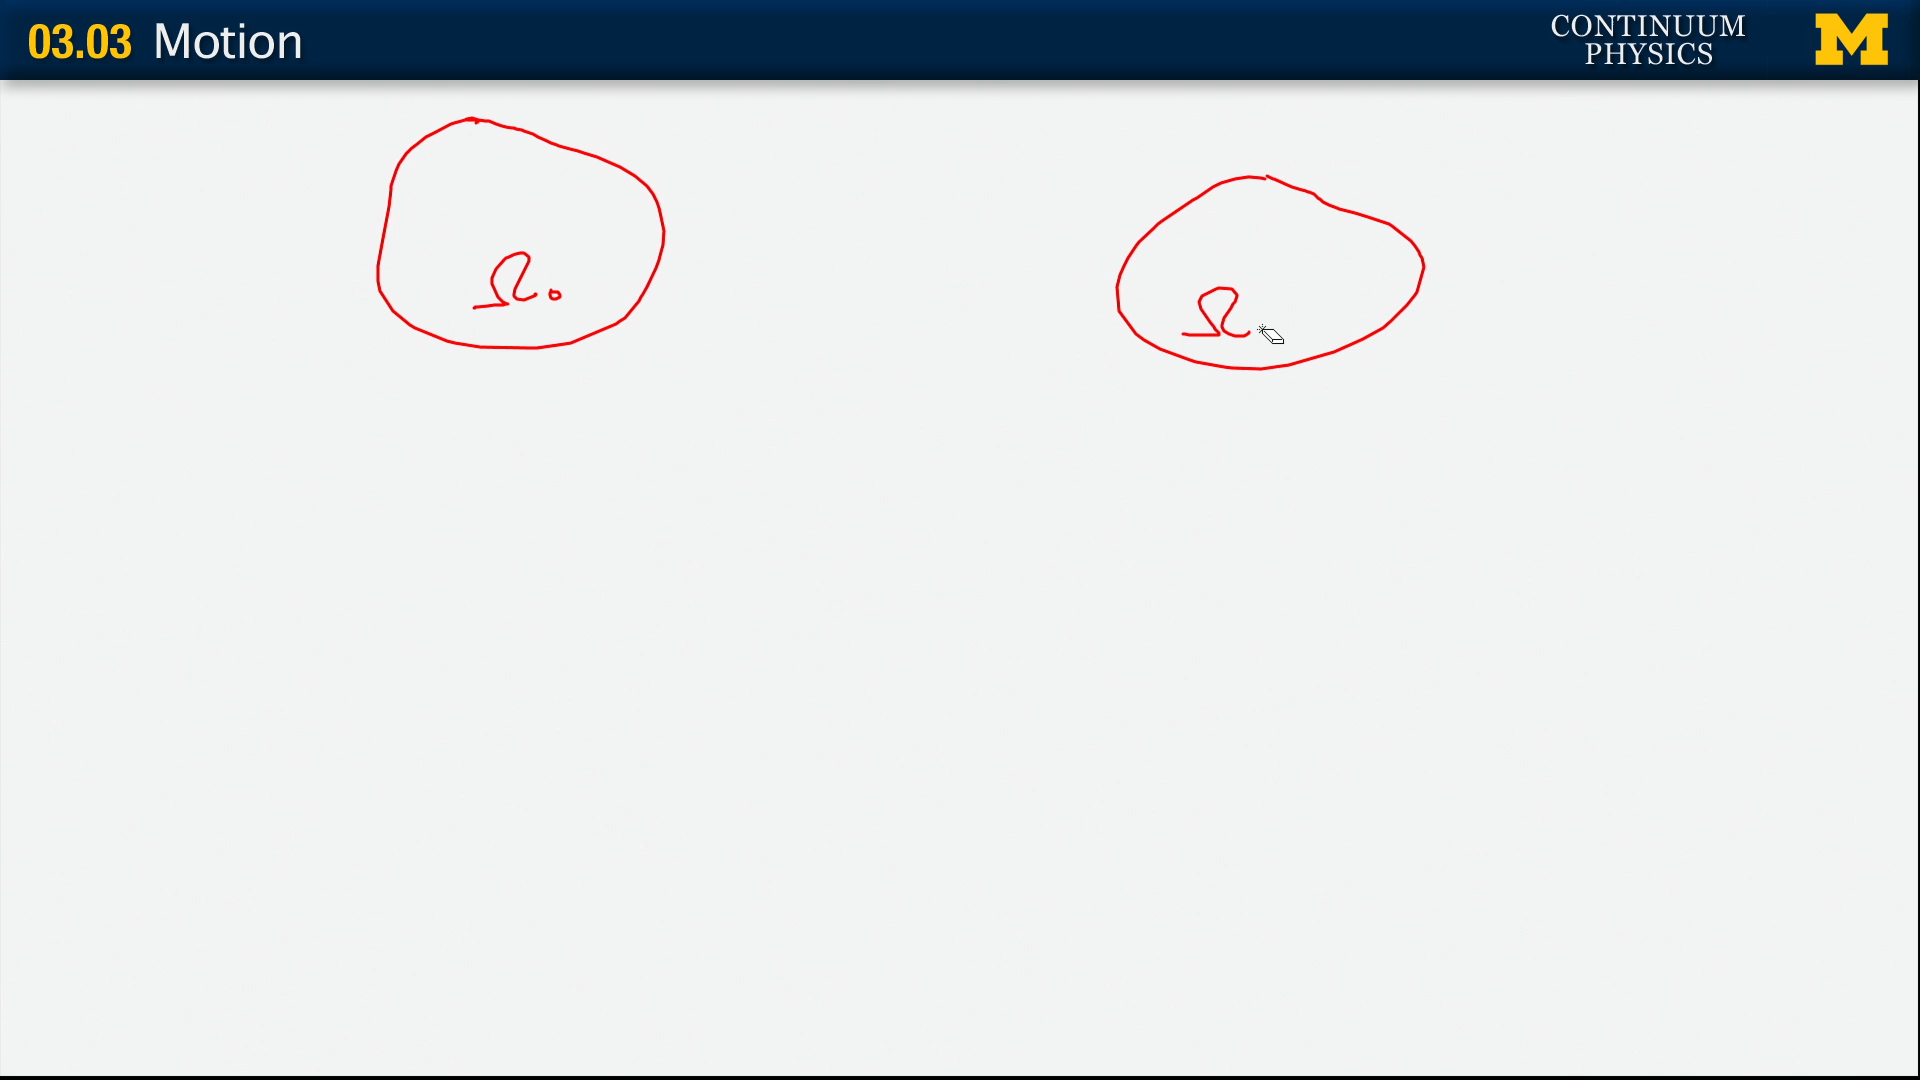 03.03 Motion
CONTINUUM
PHYSICS
M
Ω₀
Ω